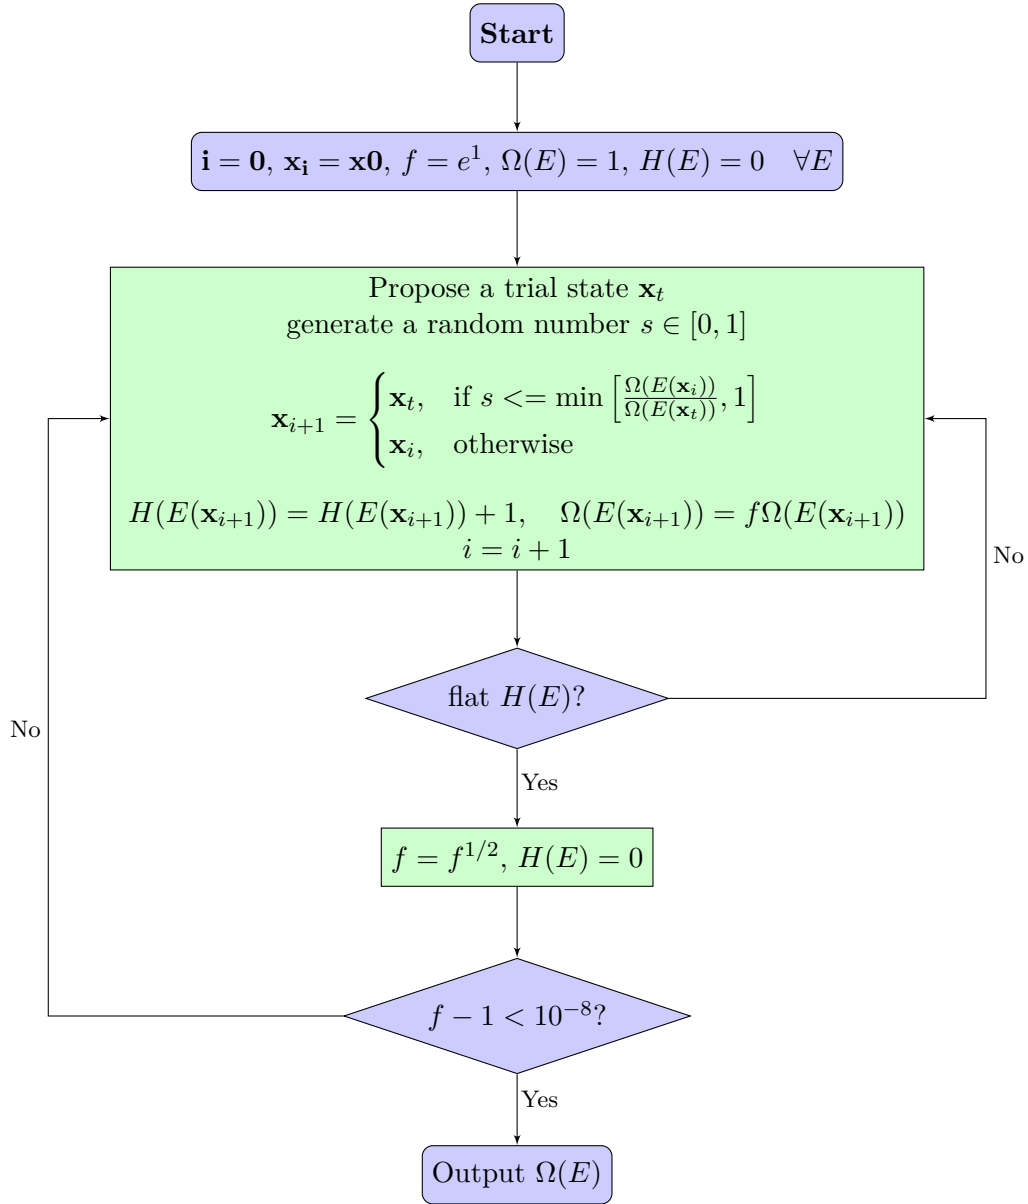 Start
i = 0, x_i = x0, f = e^1, Ω(E) = 1, H(E) = 0 ∀E
Propose a trial state x_t
generate a random number s ∈ [0, 1]
x_{i+1} = { x_t, if s <= min [ Ω(E(x_i)) / Ω(E(x_t)), 1 ]
x_i, otherwise
H(E(x_{i+1})) = H(E(x_{i+1})) + 1, Ω(E(x_{i+1})) = fΩ(E(x_{i+1}))
i = i + 1
No
flat H(E)?
No
Yes
f = f^{1/2}, H(E) = 0
f − 1 < 10^{−8}?
Yes
Output Ω(E)